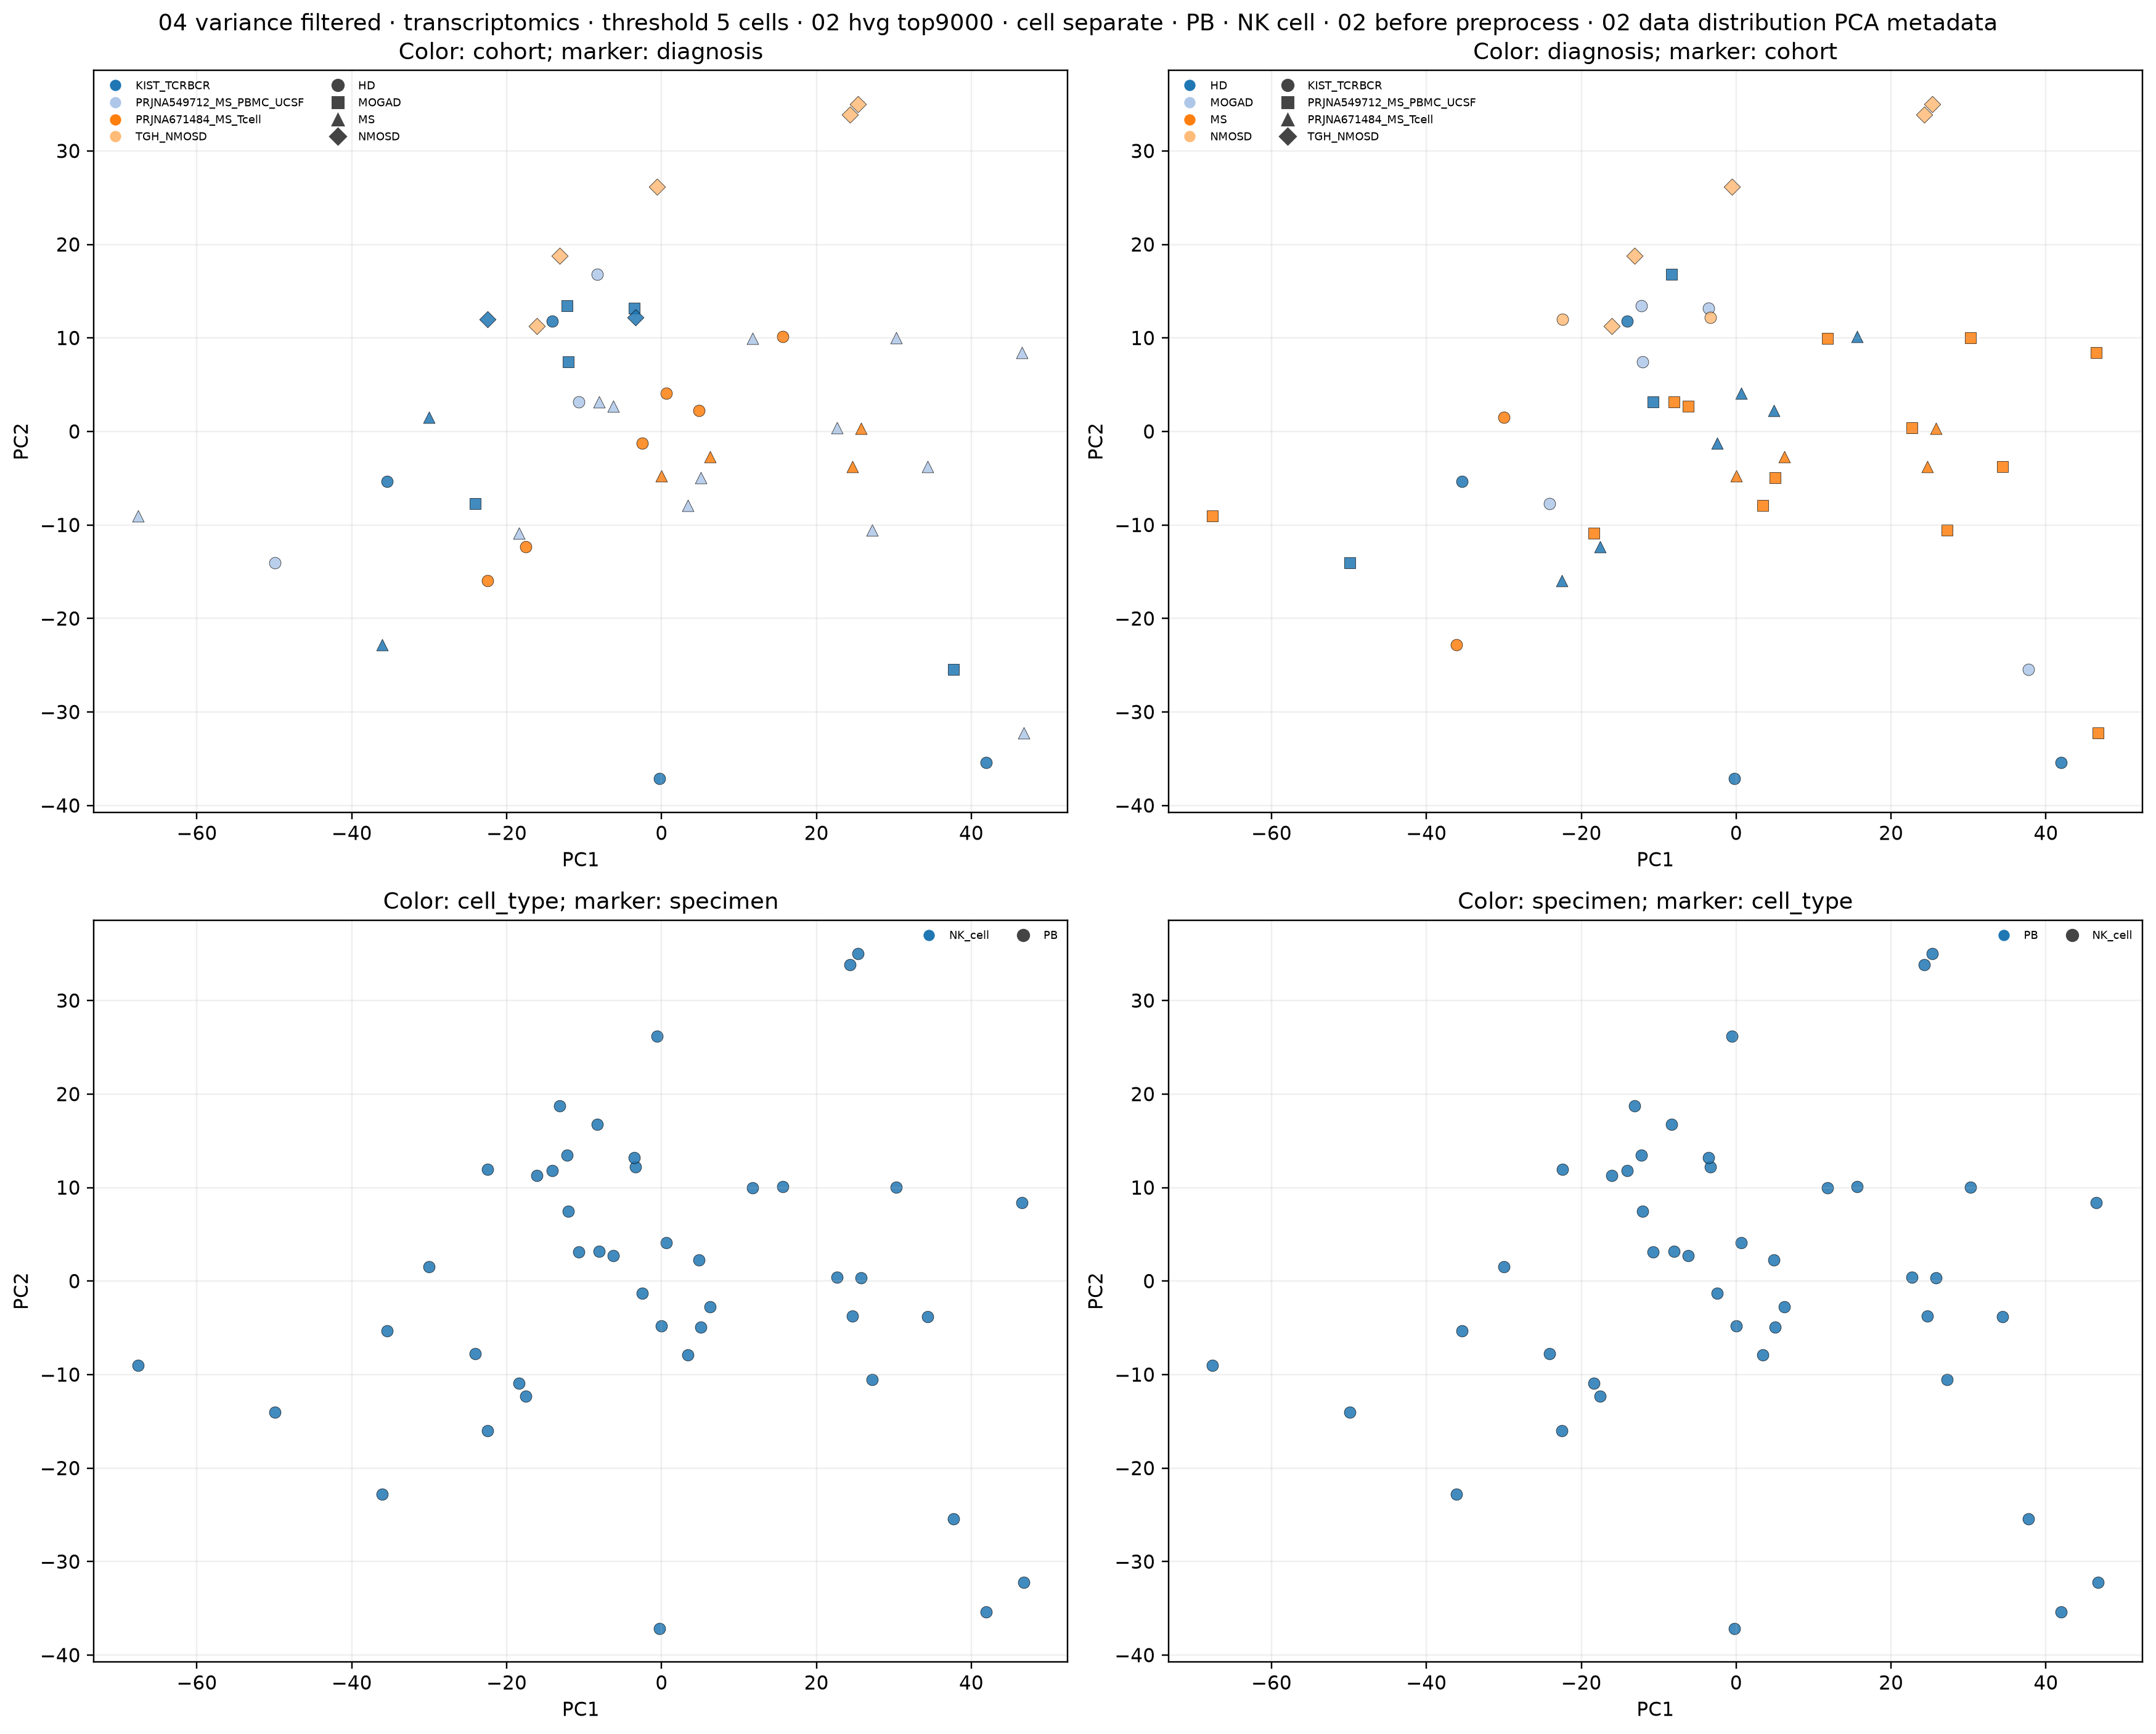 04 variance filtered · transcriptomics · threshold 5 cells · 02 hvg top9000 · cell separate · PB · NK cell · 02 before preprocess · 02 data distribution PCA metadata
Color: cohort; marker: diagnosis
KIST_TCRBCR
PRJNA549712_MS_PBMC_UCSF
PRJNA671484_MS_Tcell
TGH_NMOSD
HD
MOGAD
MS
NMOSD
30
20
10
0
−10
−20
−30
−40
PC2
−60
−40
−20
0
20
40
PC1
Color: diagnosis; marker: cohort
HD
MOGAD
MS
NMOSD
KIST_TCRBCR
PRJNA549712_MS_PBMC_UCSF
PRJNA671484_MS_Tcell
TGH_NMOSD
30
20
10
0
−10
−20
−30
−40
PC2
−60
−40
−20
0
20
40
PC1
Color: cell_type; marker: specimen
NK_cell
PB
30
20
10
0
−10
−20
−30
−40
PC2
−60
−40
−20
0
20
40
PC1
Color: specimen; marker: cell_type
PB
NK_cell
30
20
10
0
−10
−20
−30
−40
PC2
−60
−40
−20
0
20
40
PC1